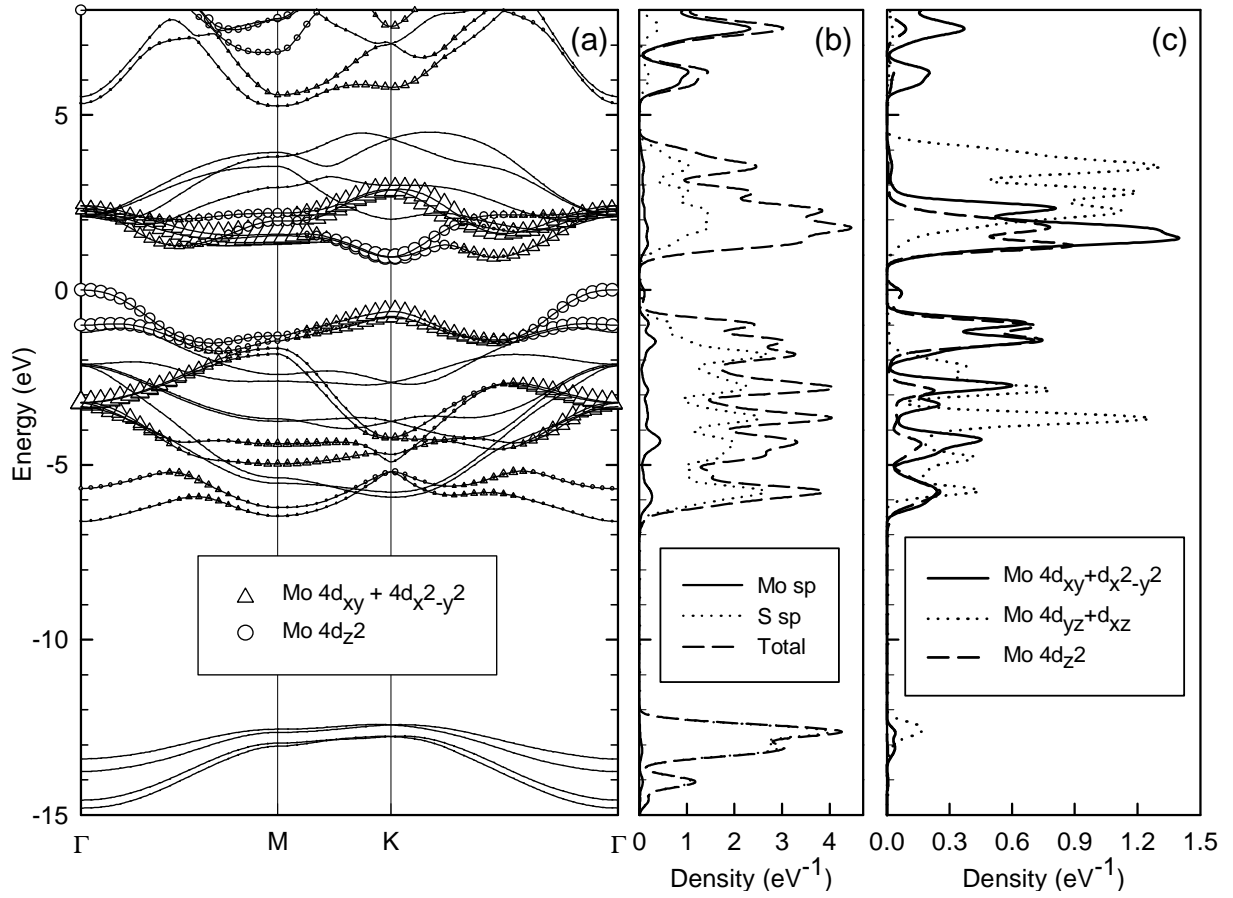 (a)
(b)
(c)
Energy (eV)
5
0
-5
-10
-15
Γ
M
K
Γ
Mo 4dxy + 4dx2-y2
Mo 4dz2
Mo sp
S sp
Total
0 1 2 3 4
Density (eV-1)
Mo 4dxy+dx2-y2
Mo 4dyz+dxz
Mo 4dz2
0.0 0.3 0.6 0.9 1.2 1.5
Density (eV-1)